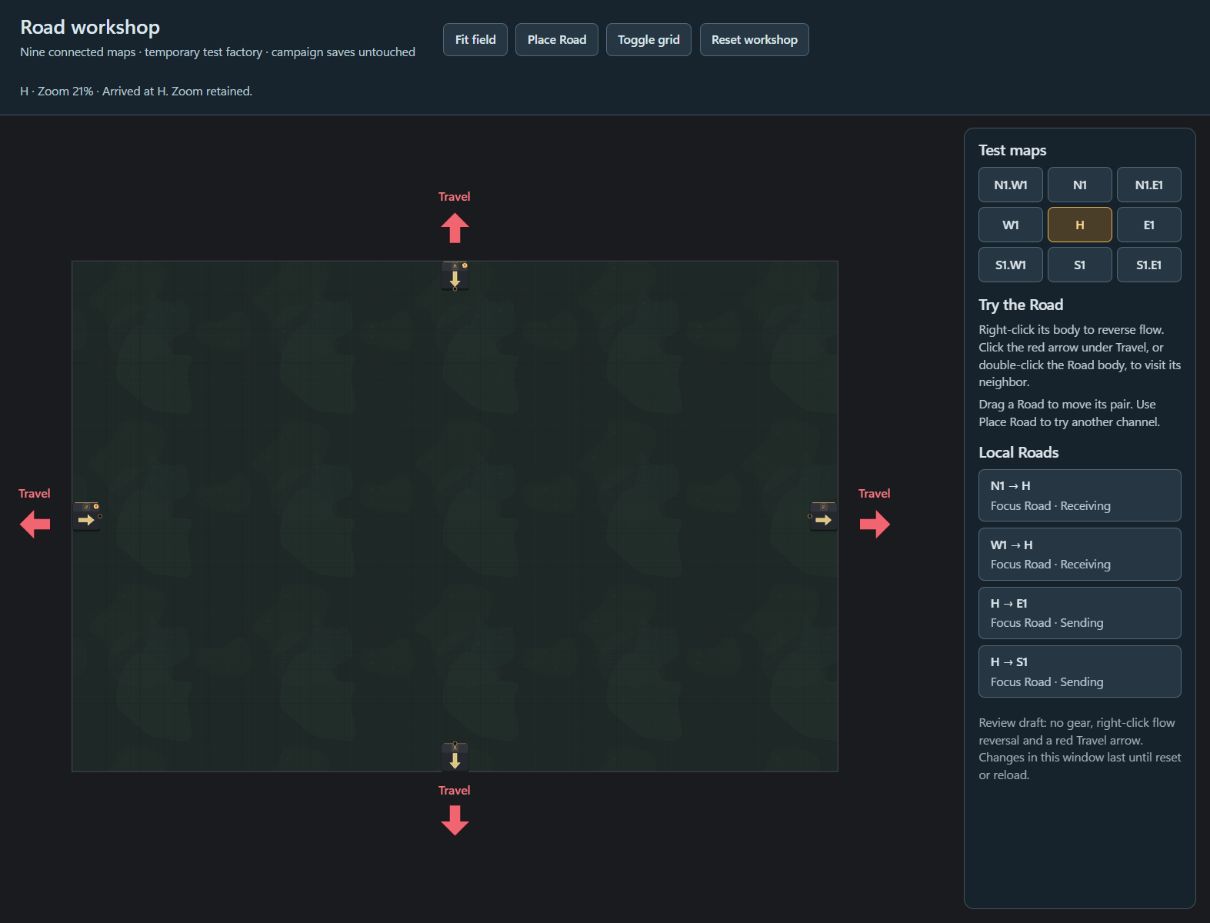 Road workshop
Nine connected maps · temporary test factory · campaign saves untouched
Fit field
Place Road
Toggle grid
Reset workshop
H · Zoom 21% · Arrived at H. Zoom retained.
Travel
Travel
Travel
Travel
Test maps
N1.W1
N1
N1.E1
W1
H
E1
S1.W1
S1
S1.E1
Try the Road
Right-click its body to reverse flow.
Click the red arrow under Travel, or
double-click the Road body, to visit its
neighbor.
Drag a Road to move its pair. Use
Place Road to try another channel.
Local Roads
N1 → H
Focus Road · Receiving
W1 → H
Focus Road · Receiving
H → E1
Focus Road · Sending
H → S1
Focus Road · Sending
Review draft: no gear, right-click flow
reversal and a red Travel arrow.
Changes in this window last until reset
or reload.